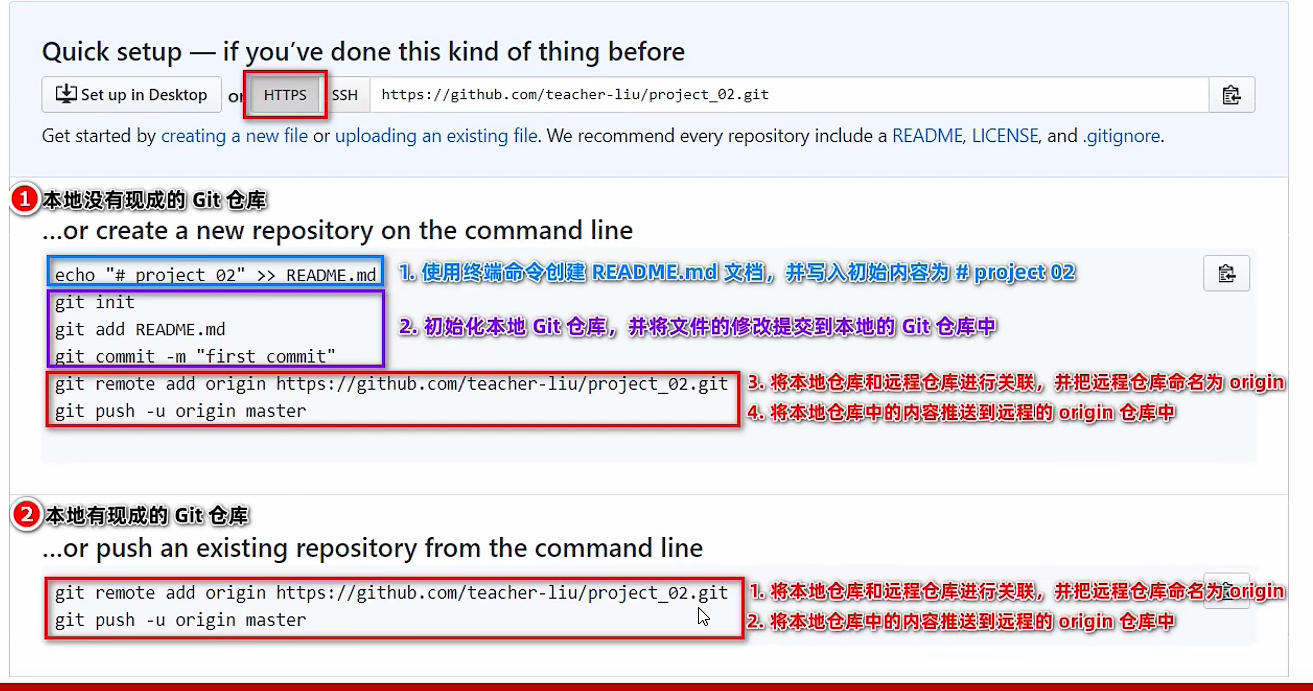 Quick setup — if you’ve done this kind of thing before
Set up in Desktop or HTTPS SSH https://github.com/teacher-liu/project_02.git
Get started by creating a new file or uploading an existing file. We recommend every repository include a README, LICENSE, and .gitignore.
1 本地没有现成的 Git 仓库
...or create a new repository on the command line
echo "# project_02" >> README.md 1. 使用终端命令创建 README.md 文档，并写入初始内容为 # project 02
git init
git add README.md 2. 初始化本地 Git 仓库，并将文件的修改提交到本地的 Git 仓库中
git commit -m "first commit"
git remote add origin https://github.com/teacher-liu/project_02.git 3. 将本地仓库和远程仓库进行关联，并把远程仓库命名为 origin
git push -u origin master 4. 将本地仓库中的内容推送到远程的 origin 仓库中
2 本地有现成的 Git 仓库
...or push an existing repository from the command line
git remote add origin https://github.com/teacher-liu/project_02.git 1. 将本地仓库和远程仓库进行关联，并把远程仓库命名为 origin
git push -u origin master 2. 将本地仓库中的内容推送到远程的 origin 仓库中